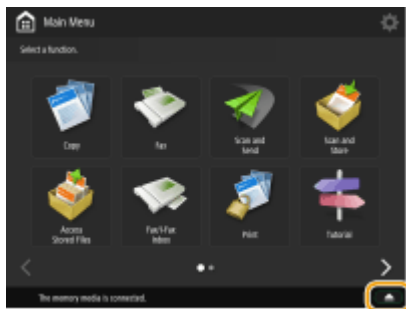 Main Menu
Select a function.
Copy
Fax
Scan and
Send
Scan and
Store
Access
Stored Files
Fax/I-Fax
Inbox
Print
Tutorial
The memory media is connected.